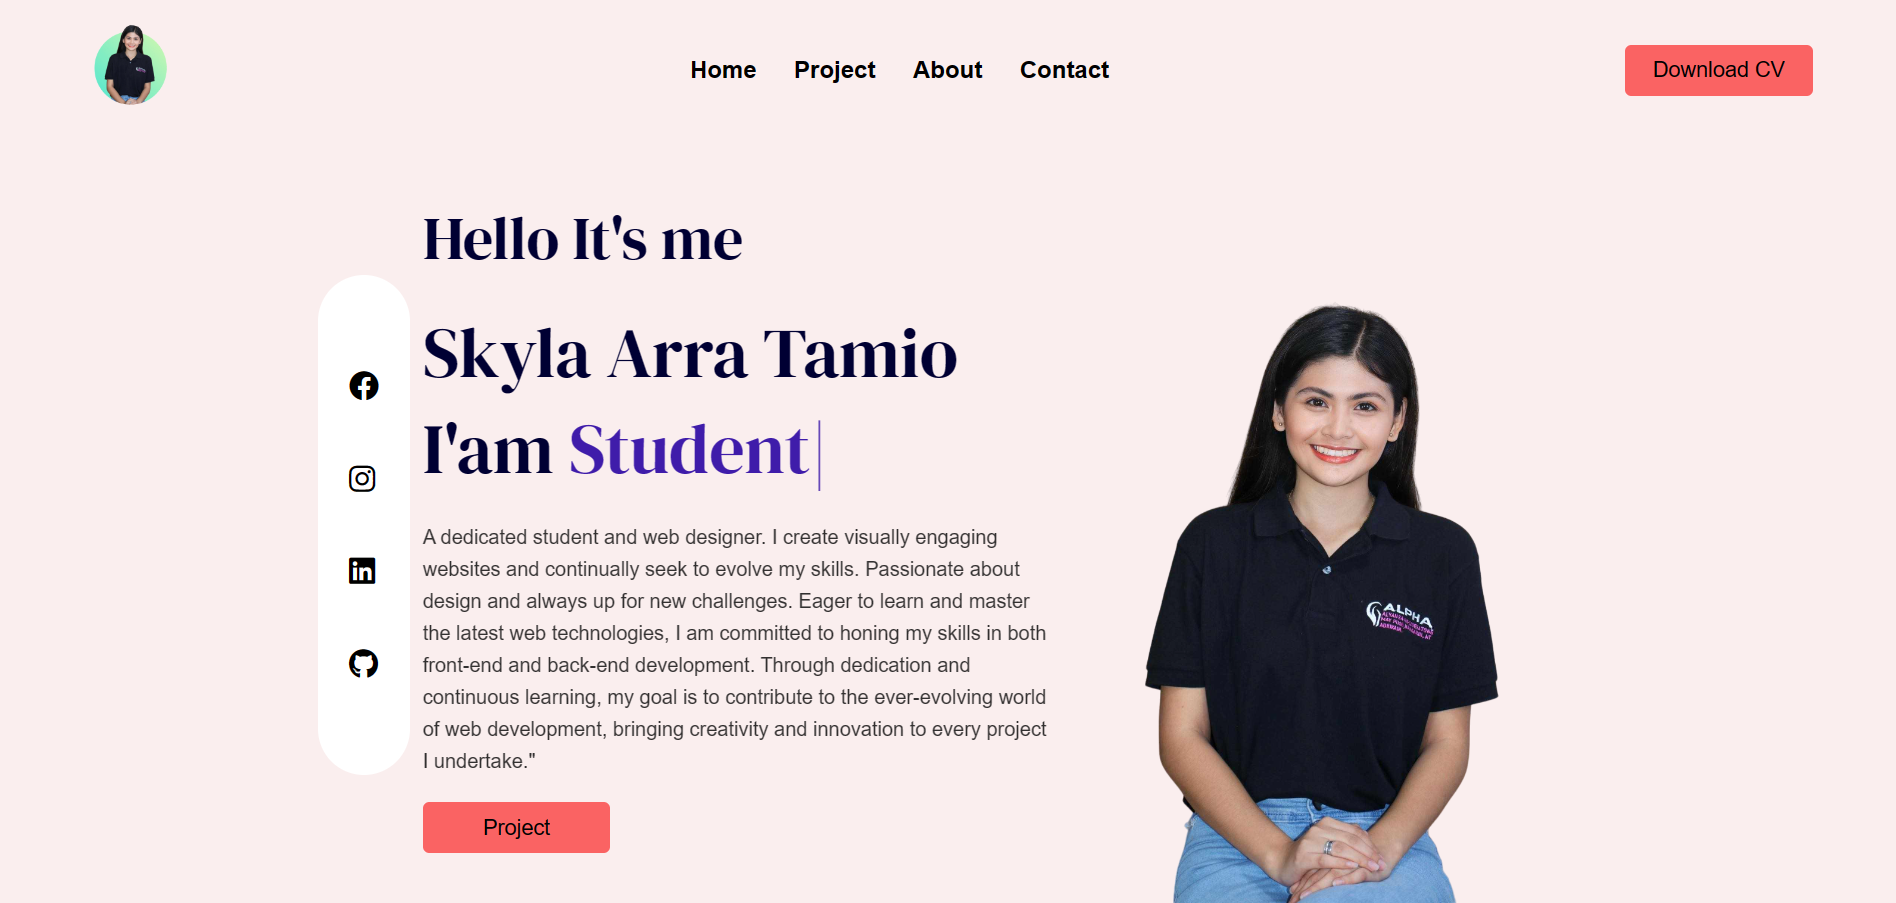 Home Project About Contact
Download CV
Hello It's me
Skyla Arra Tamio
I'am Student|
A dedicated student and web designer. I create visually engaging
websites and continually seek to evolve my skills. Passionate about
design and always up for new challenges. Eager to learn and master
the latest web technologies, I am committed to honing my skills in both
front-end and back-end development. Through dedication and
continuous learning, my goal is to contribute to the ever-evolving world
of web development, bringing creativity and innovation to every project
I undertake."
Project
ALPHA